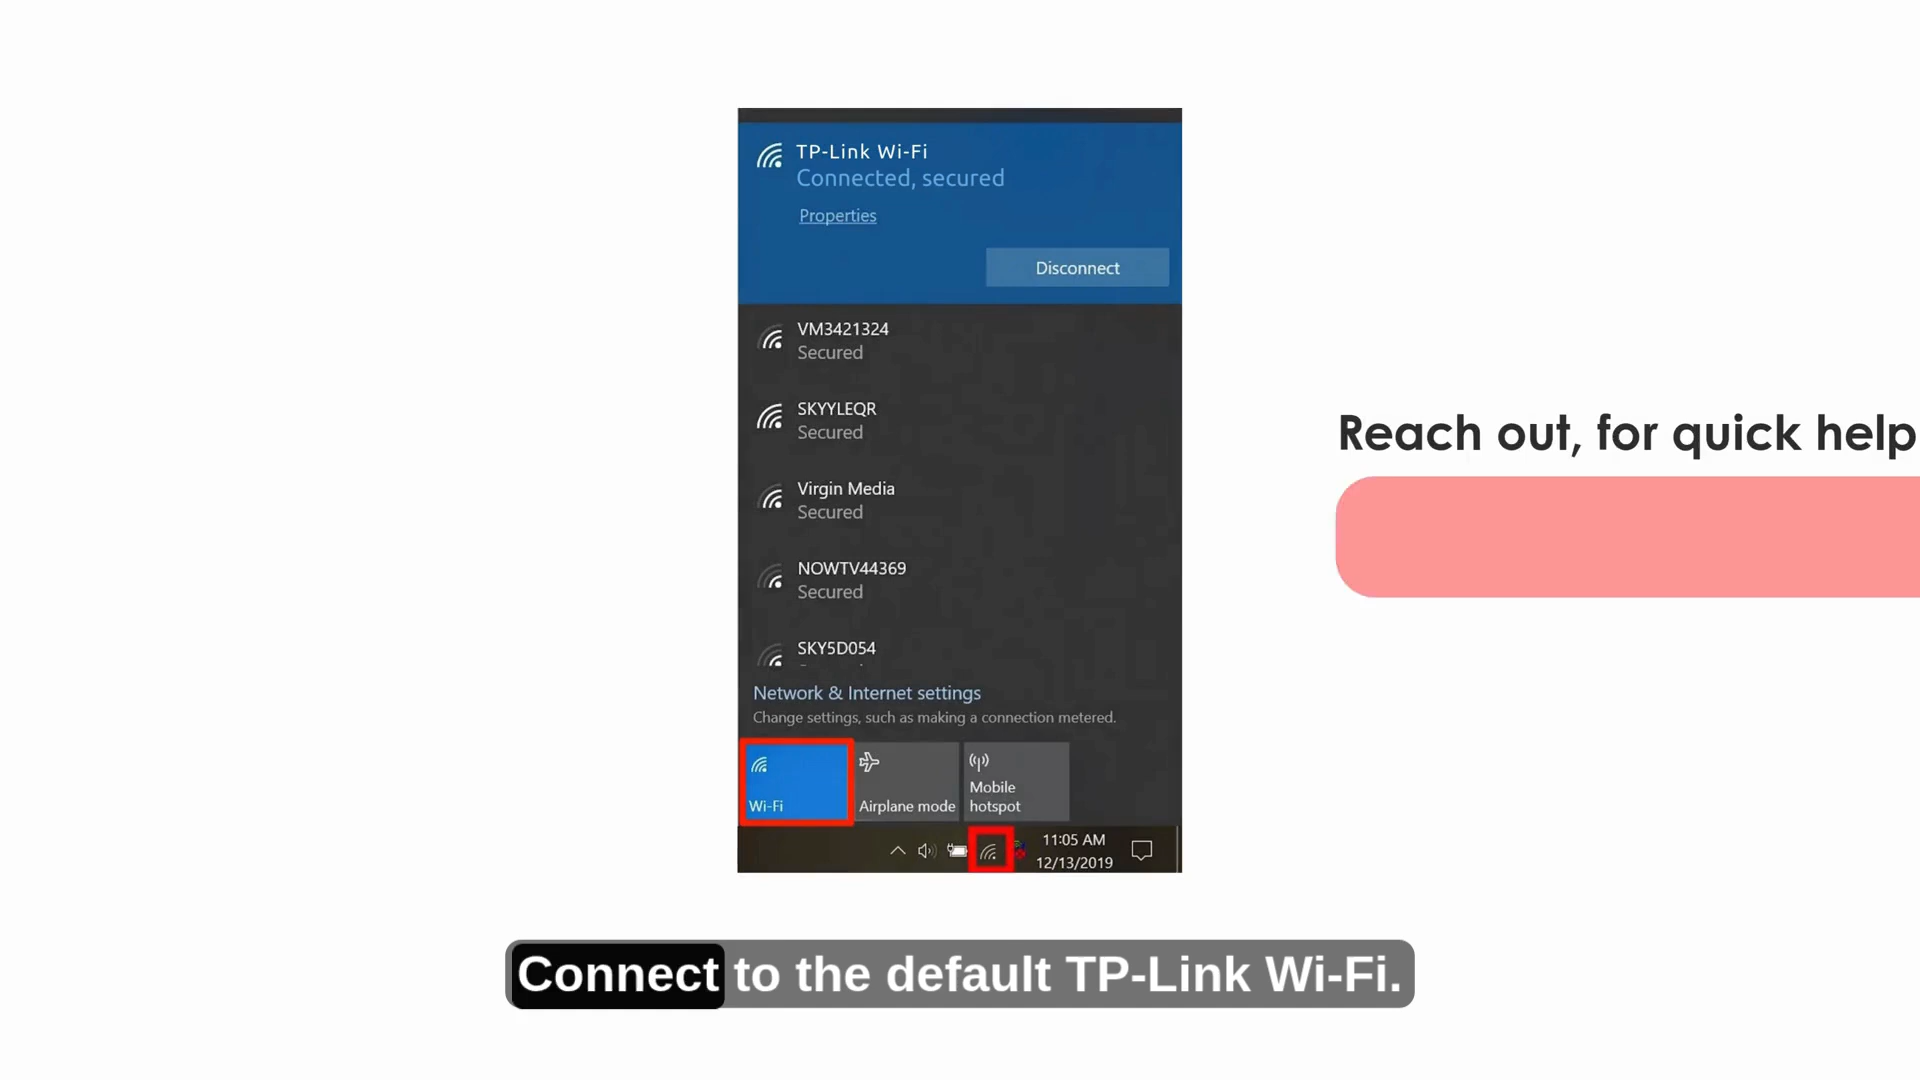 TP-Link Wi-Fi
Connected, secured
Properties
Disconnect
VM3421324
Secured
SKYYLEQR
Secured
Virgin Media
Secured
NOWTV44369
Secured
SKY5D054
Network & Internet settings
Change settings, such as making a connection metered.
Wi-Fi
Airplane mode
Mobile
hotspot
11:05 AM
12/13/2019
Reach out, for quick help
Connect to the default TP-Link Wi-Fi.